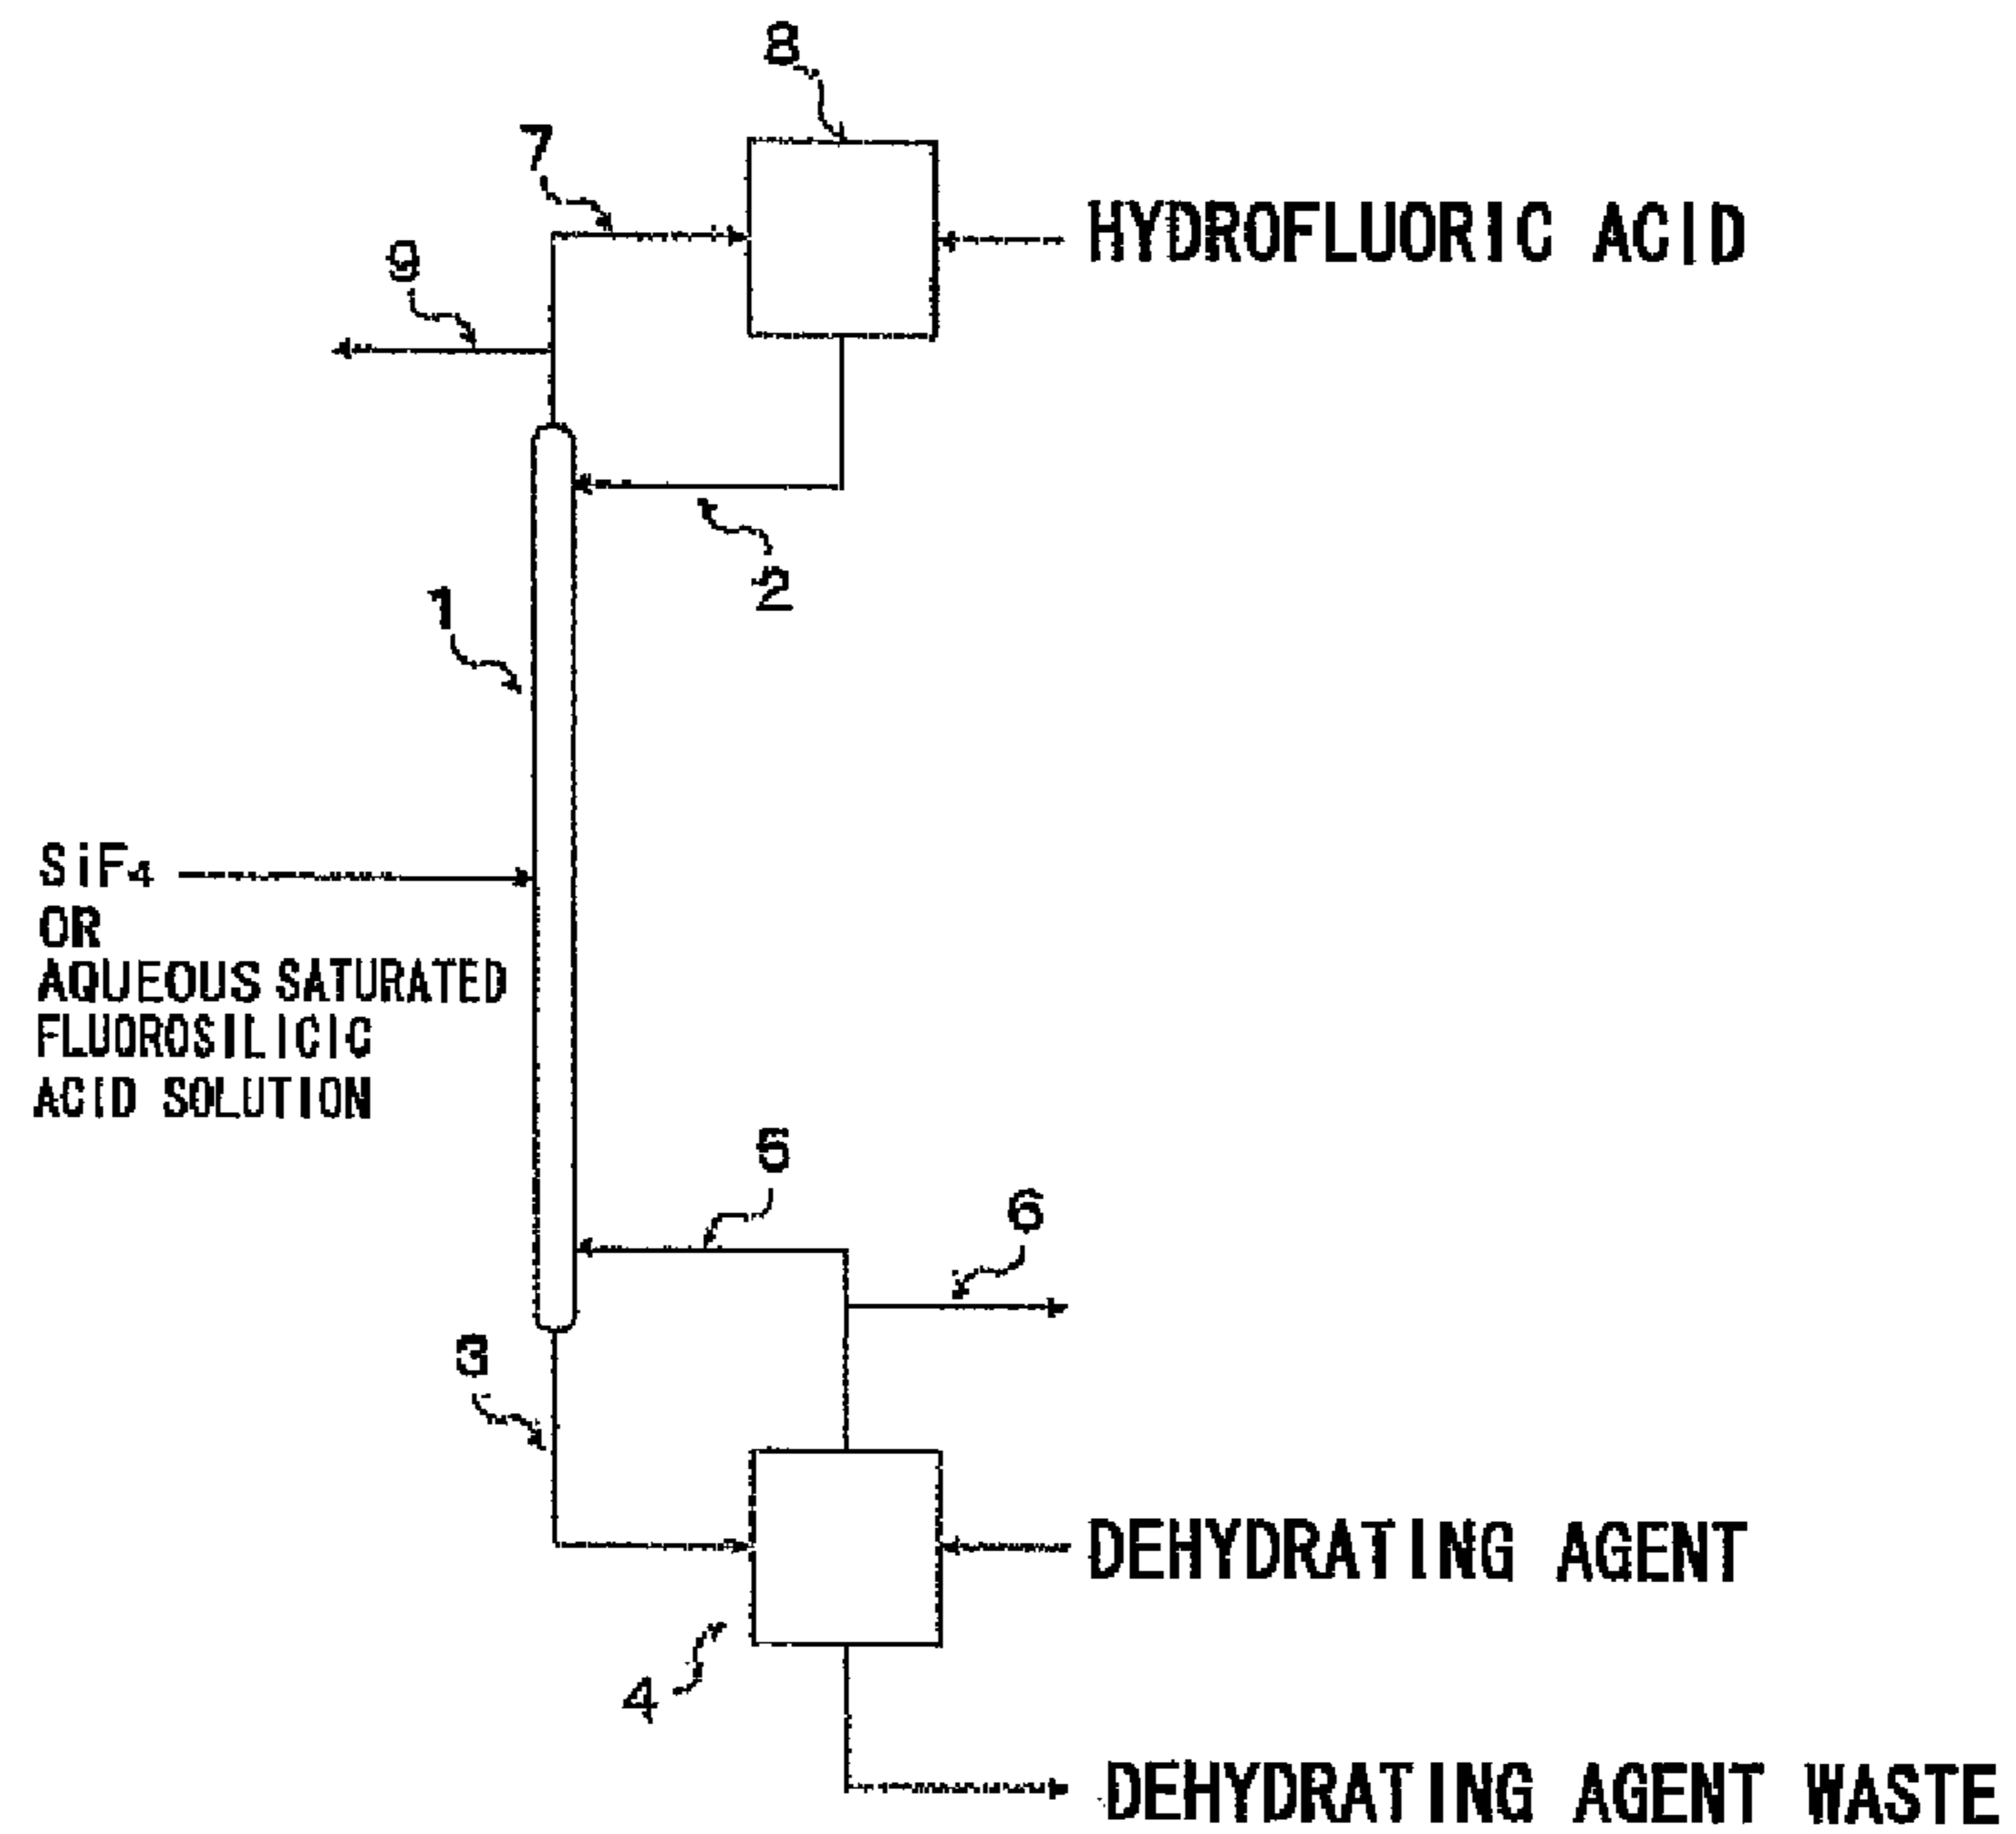 8
7
HYDROFLUORIC ACID
9
2
1
SiF4
OR
AQUEOUS SATURATED
FLUOROSILICIC
ACID SOLUTION
5
6
3
DEHYDRATING AGENT
4
DEHYDRATING AGENT WASTE